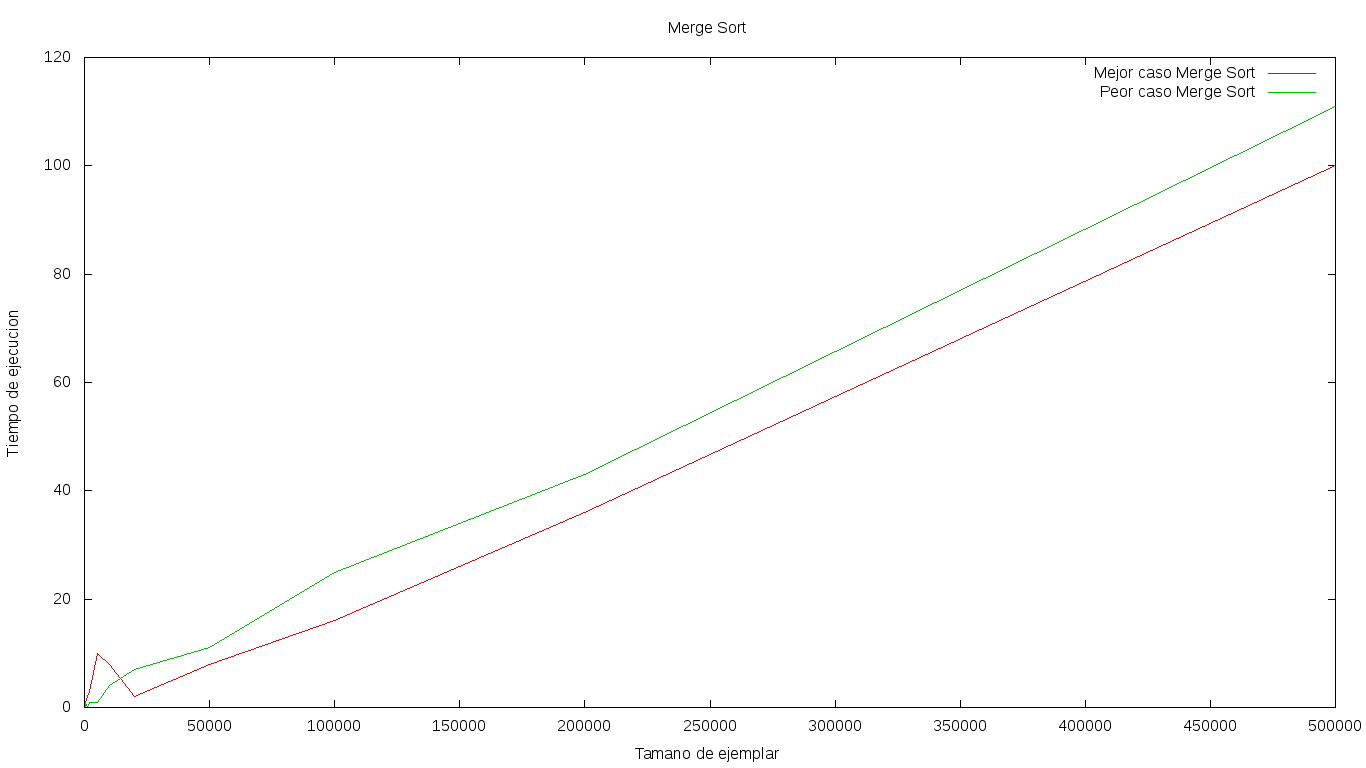 Merge Sort
Mejor caso Merge Sort
Peor caso Merge Sort
120
100
80
60
40
20
0
Tiempo de ejecucion
0 50000 100000 150000 200000 250000 300000 350000 400000 450000 500000
Tamano de ejemplar